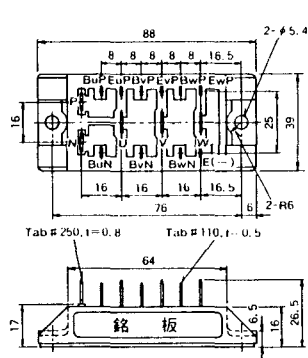 88
8 8 8 8 8 16.5
2-φ5.4
BuP EuP BvP EvP BwP EwP
P
16
25
39
N
U V W
BuN BvN BwN E(-)
16 16 16 16.5
2-R6
76 6
Tab#250,t=0.8
Tab#110,t=0.5
64
17
銘 板
6.5
16
26.5